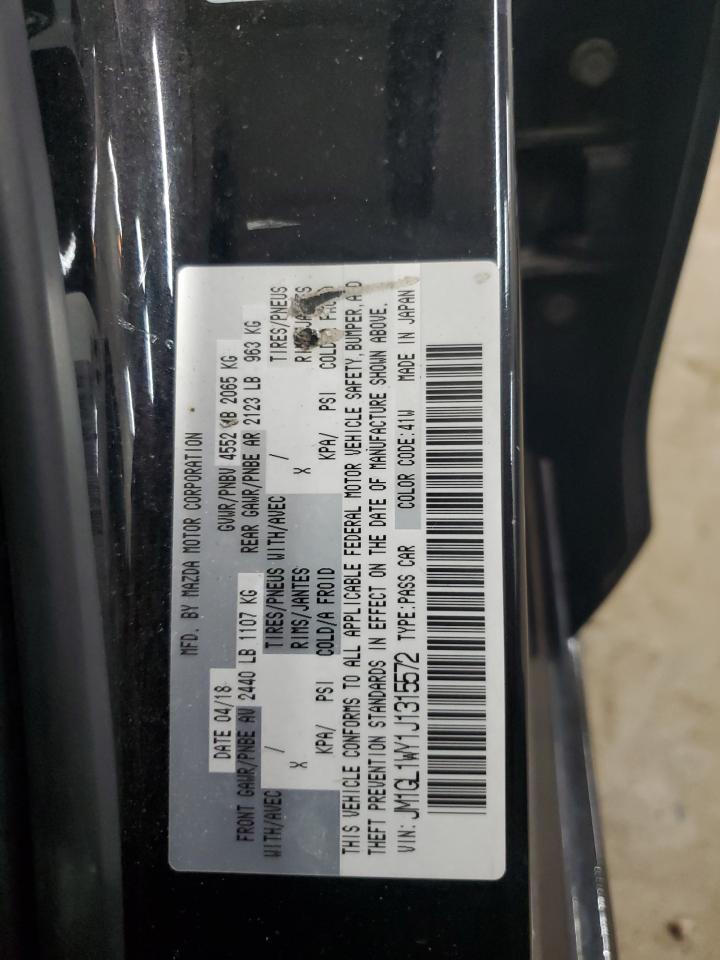 MFD. BY MAZDA MOTOR CORPORATION
DATE 04/18 GVWR/PNBV 4552 LB 2065 KG
FRONT GAWR/PNBE AV 2440 LB 1107 KG REAR GAWR/PNBE AR 2123 LB 963 KG
WITH/AVEC / TIRES/PNEUS WITH/AVEC / TIRES/PNEUS
X RIMS/JANTES X
KPA/ PSI COLD/A FROID KPA/ PSI COLD
THIS VEHICLE CONFORMS TO ALL APPLICABLE FEDERAL MOTOR VEHICLE SAFETY, BUMPER,
THEFT PREVENTION STANDARDS IN EFFECT ON THE DATE OF MANUFACTURE SHOWN ABOVE.
VIN: JM1GL1WY1J1315572 TYPE:PASS CAR COLOR CODE:41W MADE IN JAPAN